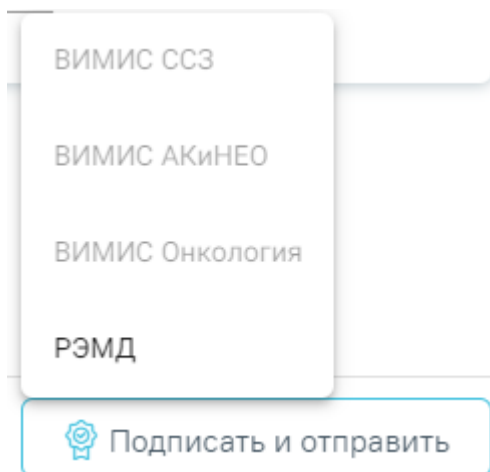 ВИМИС ССЗ
ВИМИС АКиНЕО
ВИМИС Онкология
РЭМД
Подписать и отправить